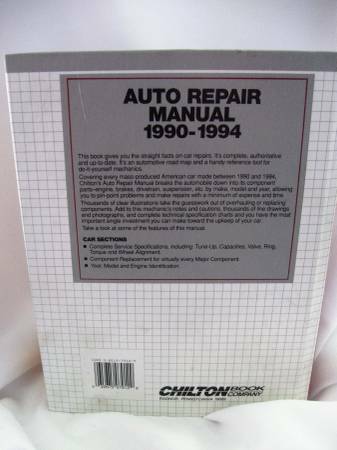 AUTO REPAIR
MANUAL
1990-1994
This book gives you the straight facts on car repairs. It's complete, authoritative
and up-to-date. It's an automotive road map and a handy reference tool for
do-it-yourself mechanics.
Covering every mass produced American car made between 1990 and 1994,
Chilton's Auto Repair Manual breaks the automobile down into its component
parts—engine, brakes, drivetrain, suspension, etc. by make, model and year, allowing
you to pin-point problems and make repairs with a minimum of expense and time.
Thousands of clear illustrations take the guesswork out of overhauling or replacing
components. Add to this mechanic's notes and cautions, thousands of line drawings
and photographs, and complete technical specification charts and you have the most
important single investment you can make toward the upkeep of your car.
Take a look at some of the features of this manual.
CAR SECTIONS
• Complete Service Specifications, including: Tune-Up, Capacities, Valve, Ring,
Torque and Wheel Alignment.
• Component Replacement for virtually every Major Component
• Year, Model and Engine Identification.
CHILTON BOOK
COMPANY
RADNOR, PENNSYLVANIA